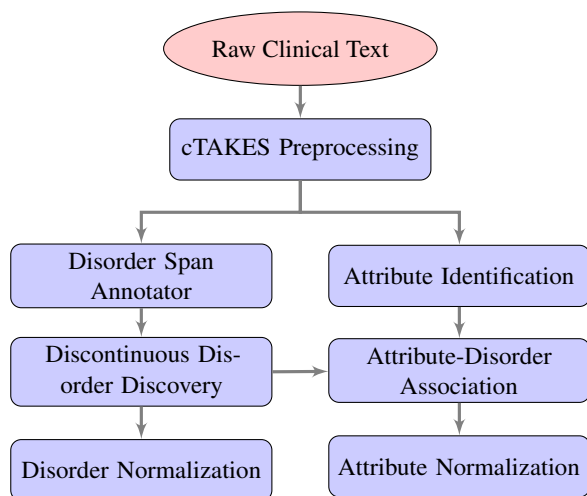 Raw Clinical Text
cTAKES Preprocessing
Disorder Span
Annotator
Attribute Identification
Discontinuous Dis-
order Discovery
Attribute-Disorder
Association
Disorder Normalization
Attribute Normalization